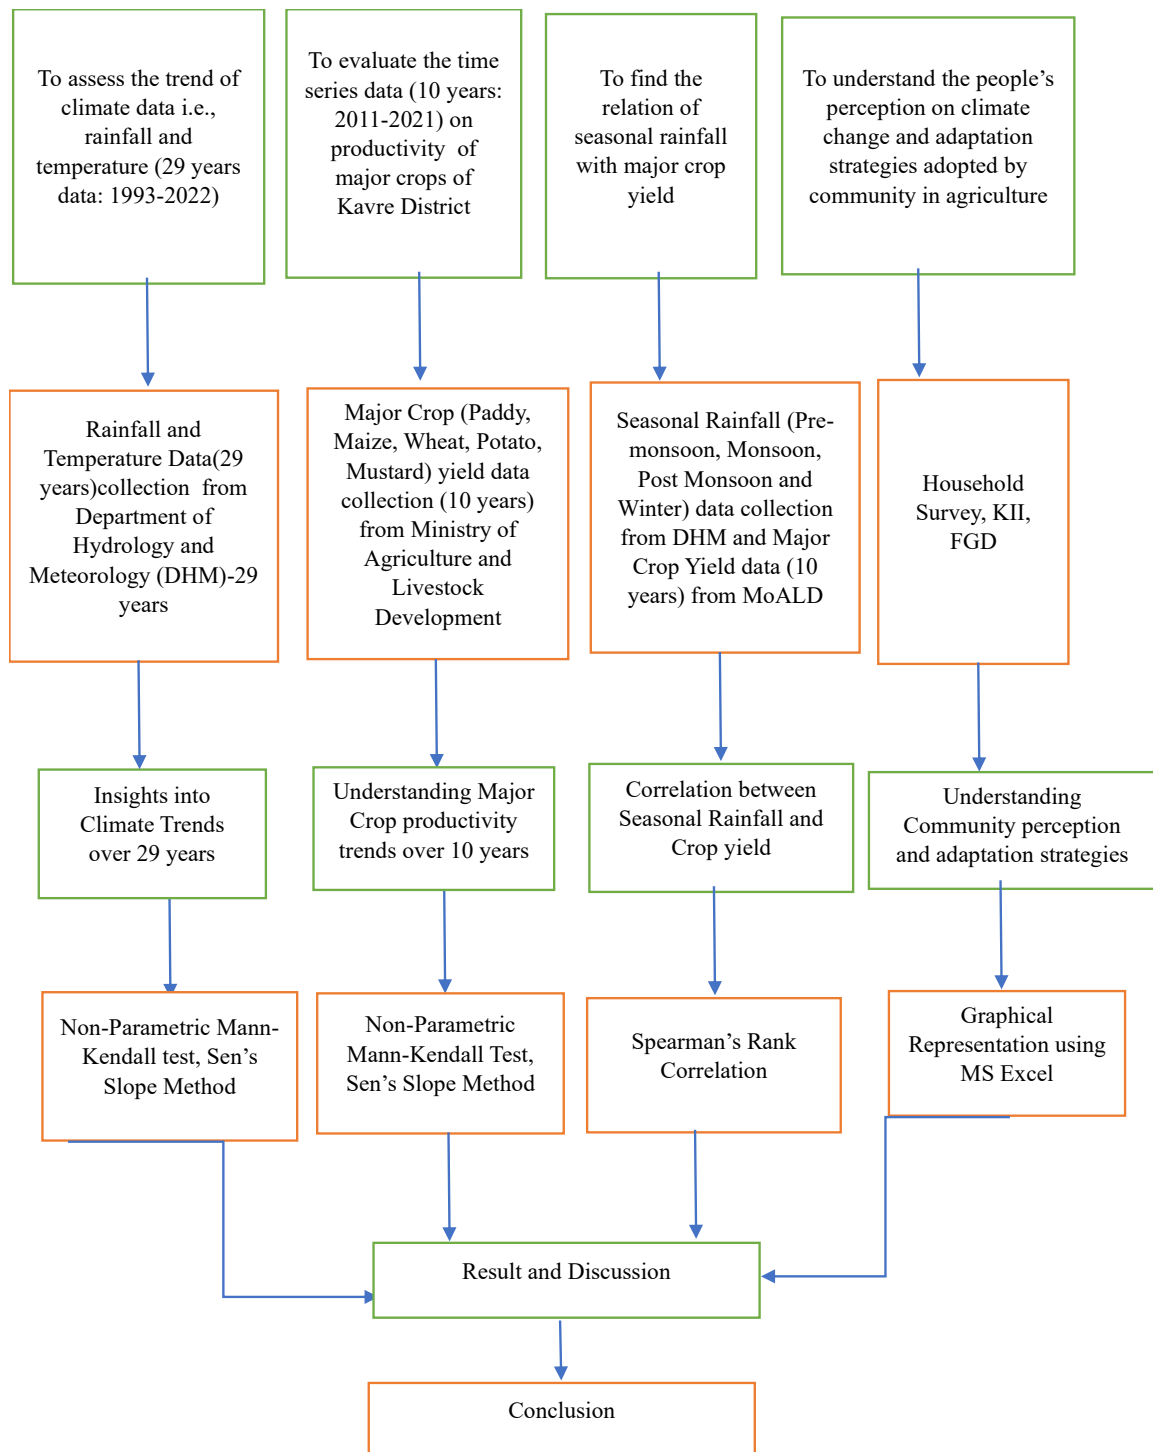 To assess the trend of
climate data i.e.,
rainfall and
temperature (29 years
data: 1993-2022)
To evaluate the time
series data (10 years:
2011-2021) on
productivity of
major crops of
Kavre District
To find the
relation of
seasonal rainfall
with major crop
yield
To understand the people’s
perception on climate
change and adaptation
strategies adopted by
community in agriculture
Rainfall and
Temperature Data(29
years)collection from
Department of
Hydrology and
Meteorology (DHM)-29
years
Major Crop (Paddy,
Maize, Wheat, Potato,
Mustard) yield data
collection (10 years)
from Ministry of
Agriculture and
Livestock
Development
Seasonal Rainfall (Pre-
monsoon, Monsoon,
Post Monsoon and
Winter) data collection
from DHM and Major
Crop Yield data (10
years) from MoALD
Household
Survey, KII,
FGD
Insights into
Climate Trends
over 29 years
Understanding Major
Crop productivity
trends over 10 years
Correlation between
Seasonal Rainfall and
Crop yield
Understanding
Community perception
and adaptation strategies
Non-Parametric Mann-
Kendall test, Sen’s
Slope Method
Non-Parametric
Mann-Kendall Test,
Sen’s Slope Method
Spearman’s Rank
Correlation
Graphical
Representation using
MS Excel
Result and Discussion
Conclusion